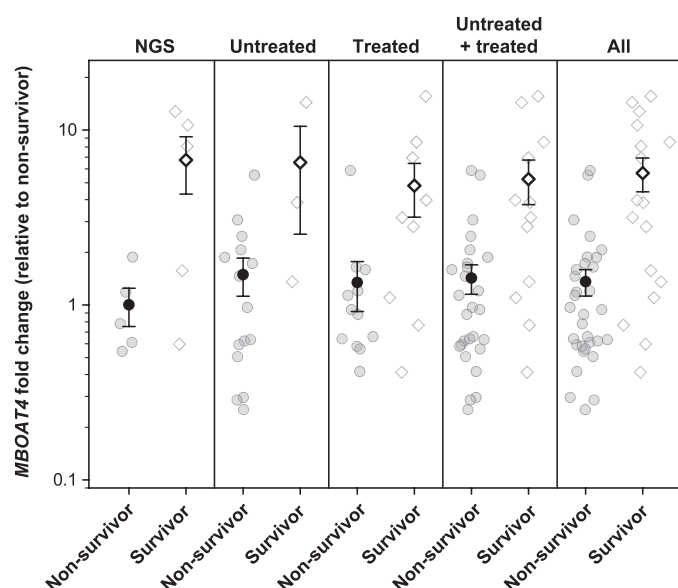 NGS
Untreated
Treated
Untreated
+ treated
All
MBOAT4 fold change (relative to non-survivor)
10
1
0.1
Non-survivor
Survivor
Non-survivor
Survivor
Non-survivor
Survivor
Non-survivor
Survivor
Non-survivor
Survivor